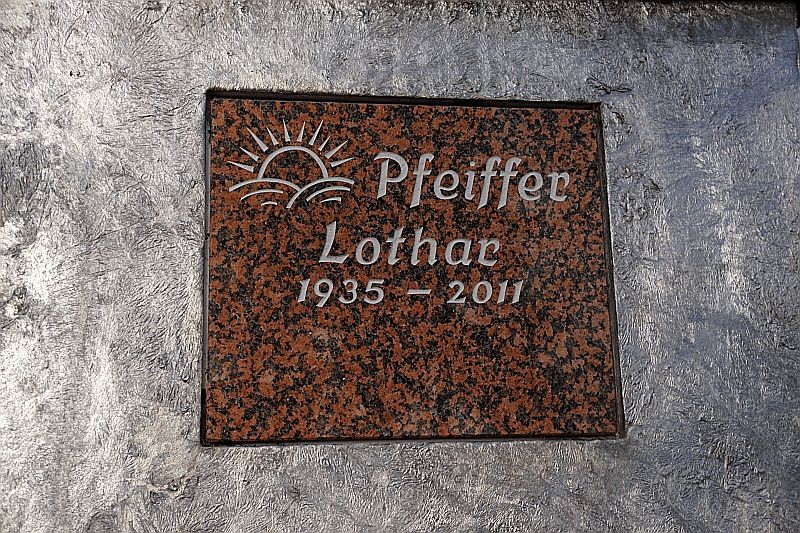 Pfeiffer
Lothar
1935 – 2011